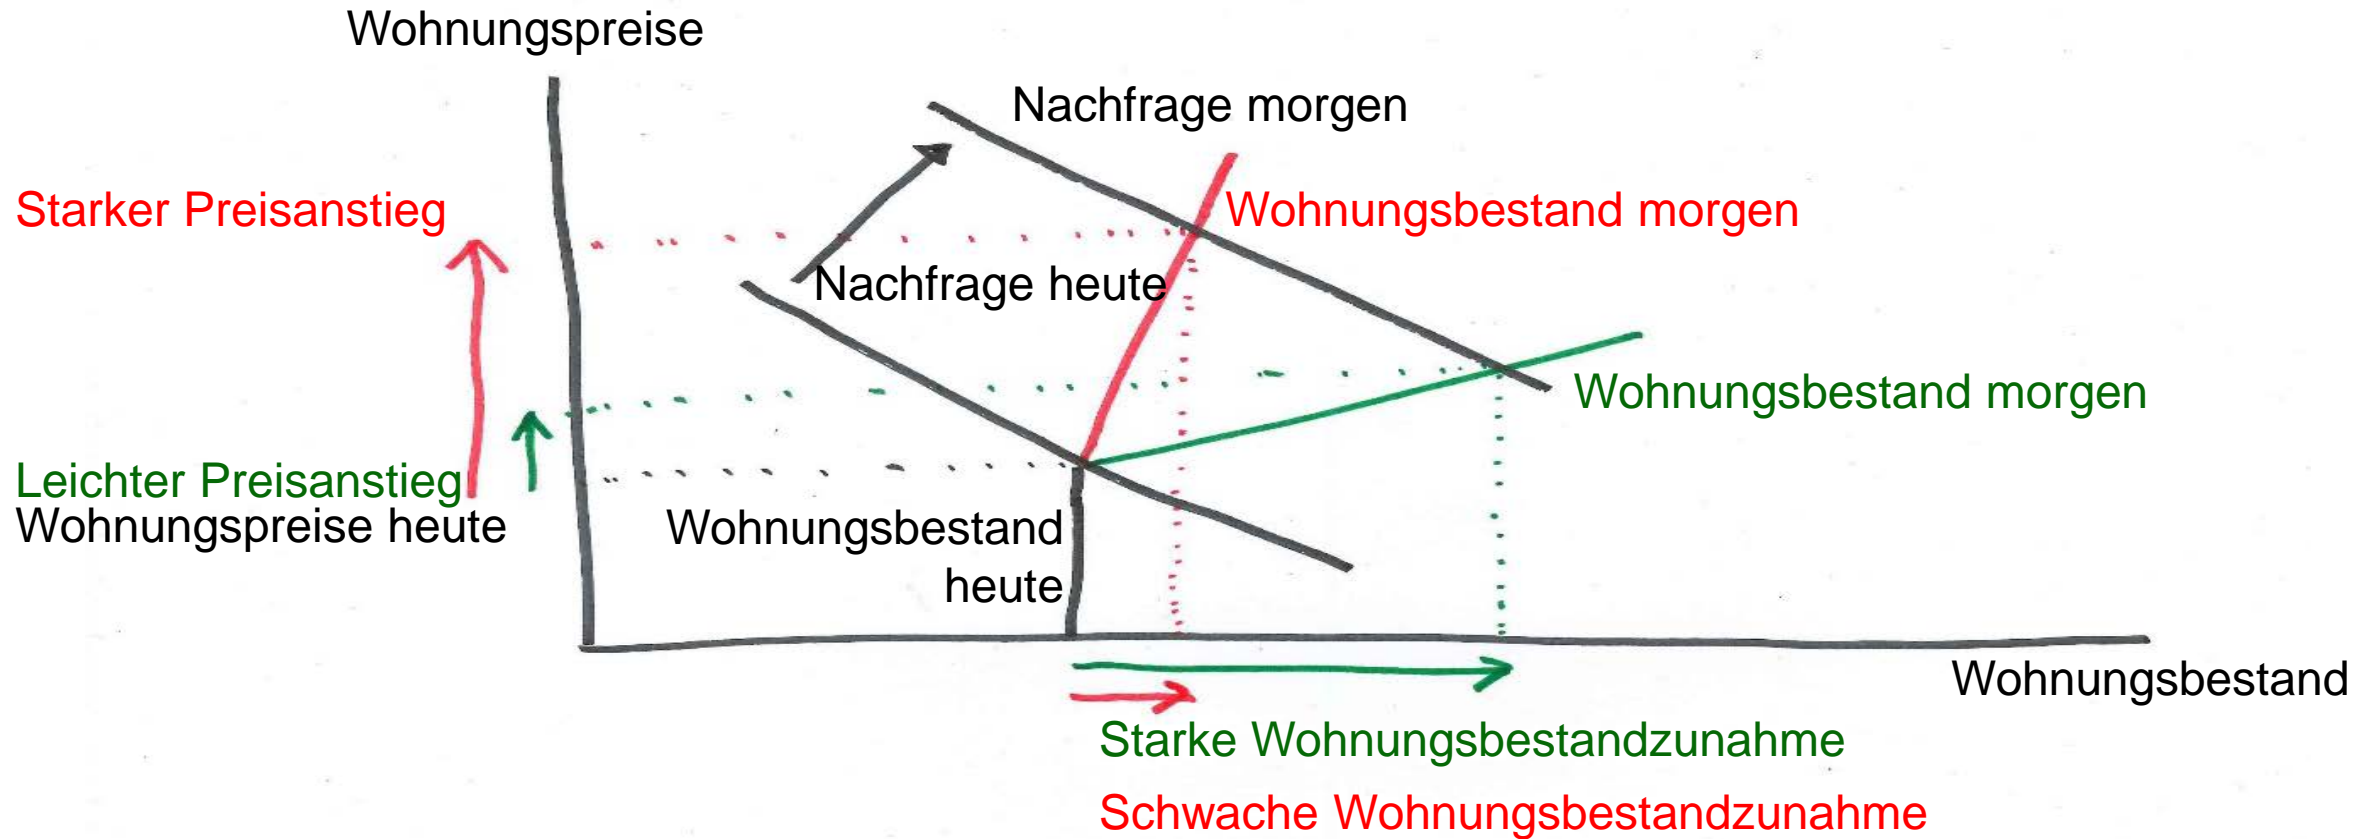 Wohnungspreise
Nachfrage morgen
Starker Preisanstieg
Wohnungsbestand morgen
Nachfrage heute
Wohnungsbestand morgen
Leichter Preisanstieg
Wohnungspreise heute
Wohnungsbestand
heute
Wohnungsbestand
Starke Wohnungsbestandzunahme
Schwache Wohnungsbestandzunahme